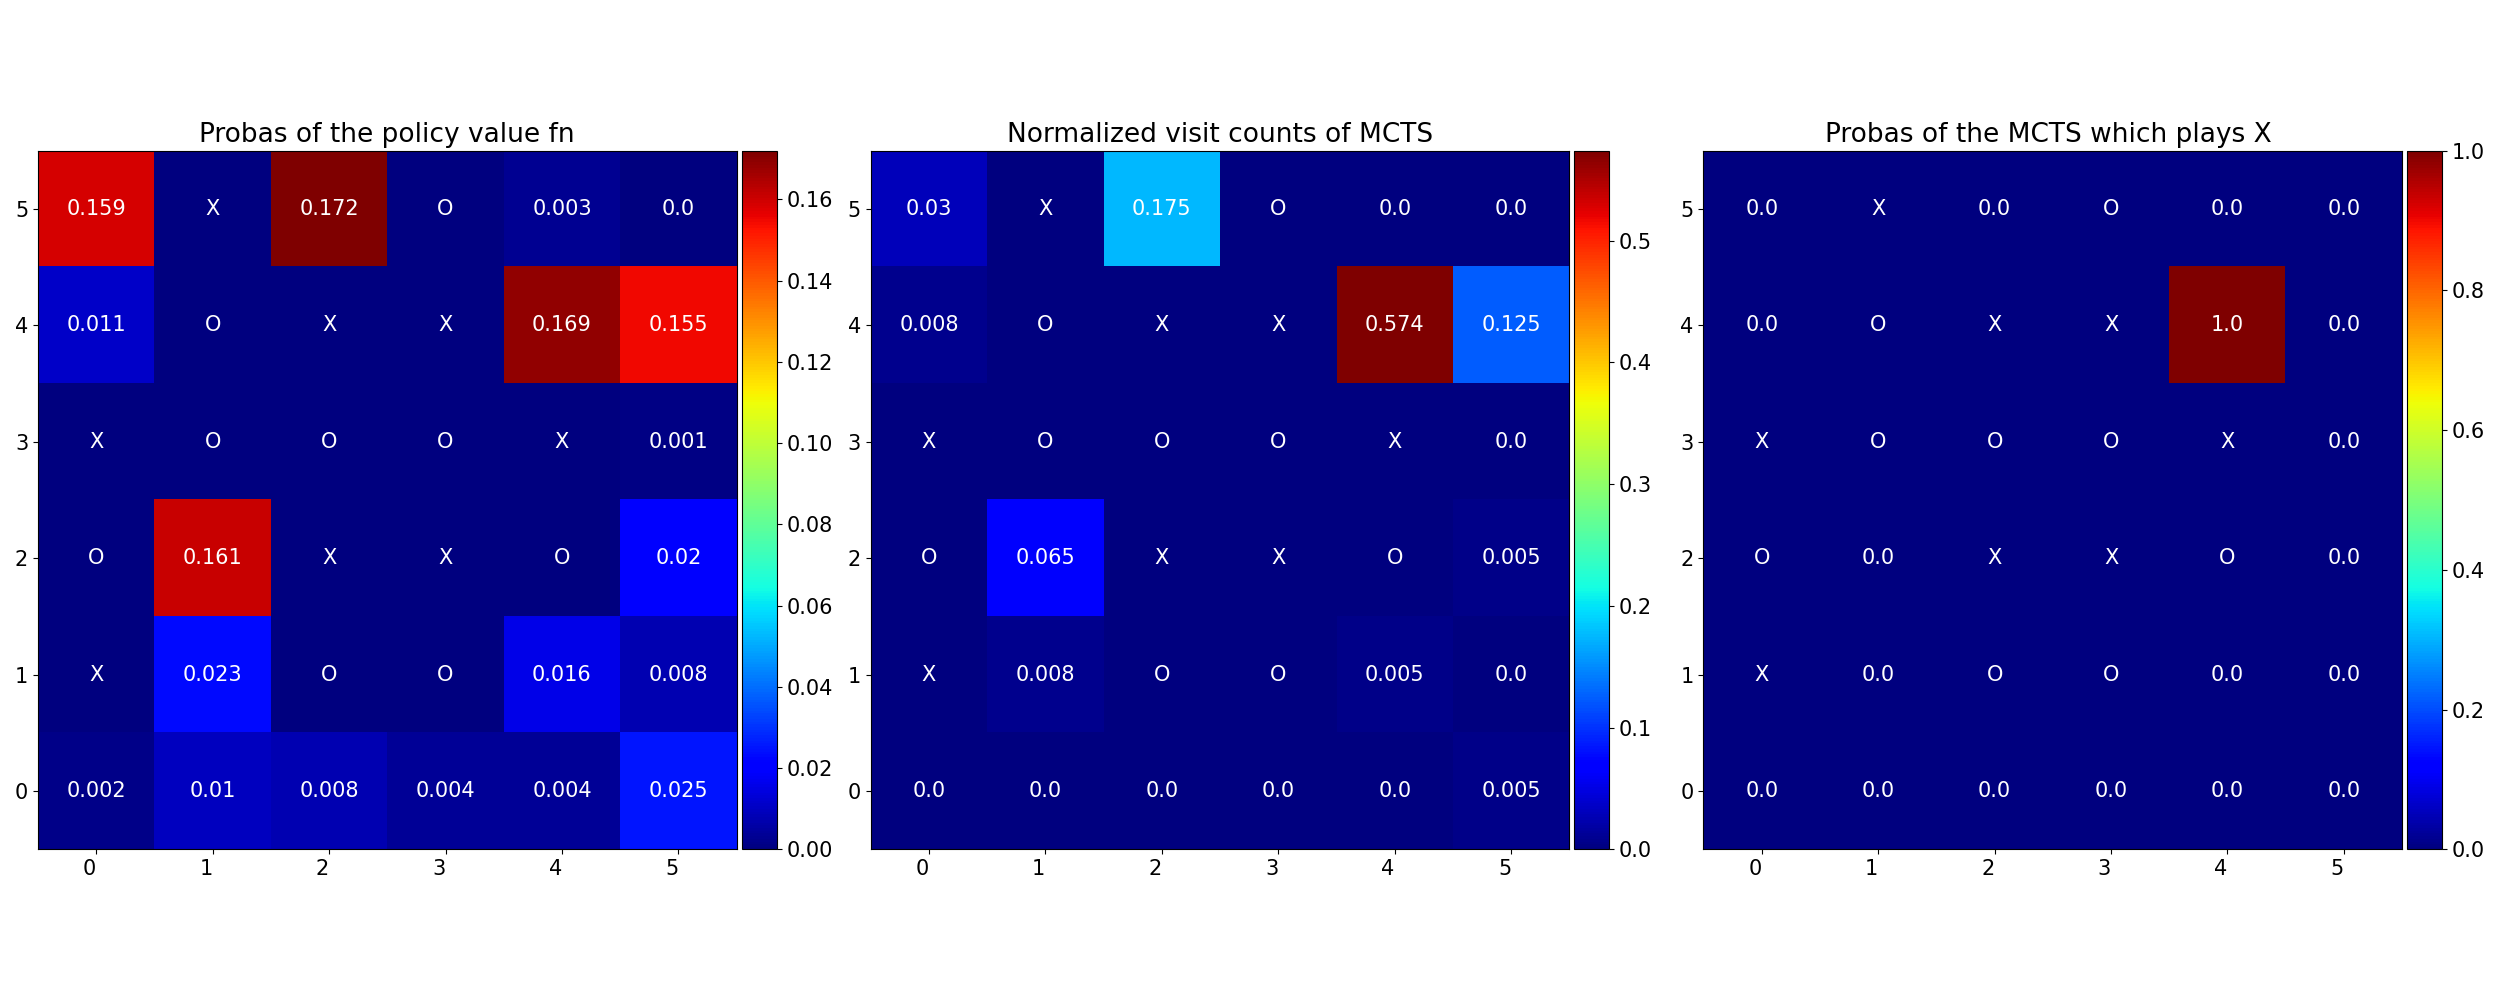 Probas of the policy value fn
5 0.159 X 0.172 O 0.003 0.0
4 0.011 O X X 0.169 0.155
3 X O O O X 0.001
2 O 0.161 X X O 0.02
1 X 0.023 O O 0.016 0.008
0 0.002 0.01 0.008 0.004 0.004 0.025
0 1 2 3 4 5
0.16
0.14
0.12
0.10
0.08
0.06
0.04
0.02
0.00
Normalized visit counts of MCTS
5 0.03 X 0.175 O 0.0 0.0
4 0.008 O X X 0.574 0.125
3 X O O O X 0.0
2 O 0.065 X X O 0.005
1 X 0.008 O O 0.005 0.0
0 0.0 0.0 0.0 0.0 0.0 0.005
0 1 2 3 4 5
0.5
0.4
0.3
0.2
0.1
0.0
Probas of the MCTS which plays X
5 0.0 X 0.0 O 0.0 0.0
4 0.0 O X X 1.0 0.0
3 X O O O X 0.0
2 O 0.0 X X O 0.0
1 X 0.0 O O 0.0 0.0
0 0.0 0.0 0.0 0.0 0.0 0.0
0 1 2 3 4 5
1.0
0.8
0.6
0.4
0.2
0.0